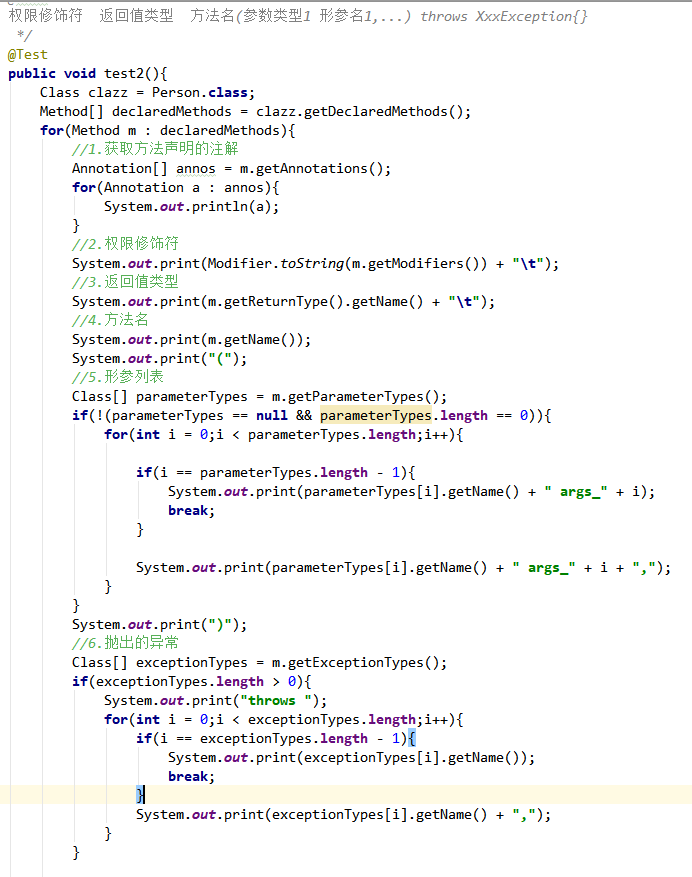 权限修饰符  返回值类型  方法名(参数类型1 形参名1,...) throws XxxException{}
 */
@Test
public void test2(){
    Class clazz = Person.class;
    Method[] declaredMethods = clazz.getDeclaredMethods();
    for(Method m : declaredMethods){
        //1.获取方法声明的注解
        Annotation[] annos = m.getAnnotations();
        for(Annotation a : annos){
            System.out.println(a);
        }
        //2.权限修饰符
        System.out.print(Modifier.toString(m.getModifiers()) + "\t");
        //3.返回值类型
        System.out.print(m.getReturnType().getName() + "\t");
        //4.方法名
        System.out.print(m.getName());
        System.out.print("(");
        //5.形参列表
        Class[] parameterTypes = m.getParameterTypes();
        if(!(parameterTypes == null && parameterTypes.length == 0)){
            for(int i = 0;i < parameterTypes.length;i++){

                if(i == parameterTypes.length - 1){
                    System.out.print(parameterTypes[i].getName() + " args_" + i);
                    break;
                }

                System.out.print(parameterTypes[i].getName() + " args_" + i + ",");
            }
        }
        System.out.print(")");
        //6.抛出的异常
        Class[] exceptionTypes = m.getExceptionTypes();
        if(exceptionTypes.length > 0){
            System.out.print("throws ");
            for(int i = 0;i < exceptionTypes.length;i++){
                if(i == exceptionTypes.length - 1){
                    System.out.print(exceptionTypes[i].getName());
                    break;
                }
                System.out.print(exceptionTypes[i].getName() + ",");
            }
        }